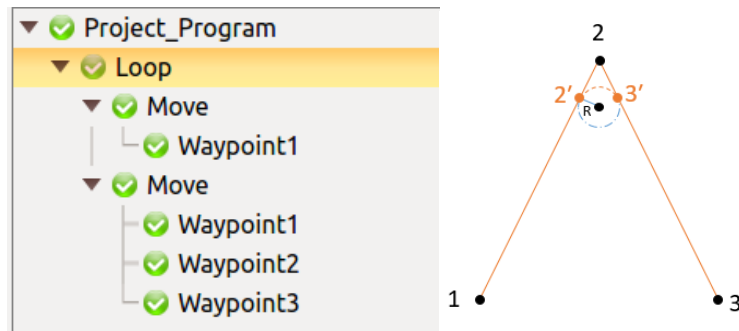 Project_Program
Loop
Move
Waypoint1
Move
Waypoint1
Waypoint2
Waypoint3
2
2′
3′
R
1
3